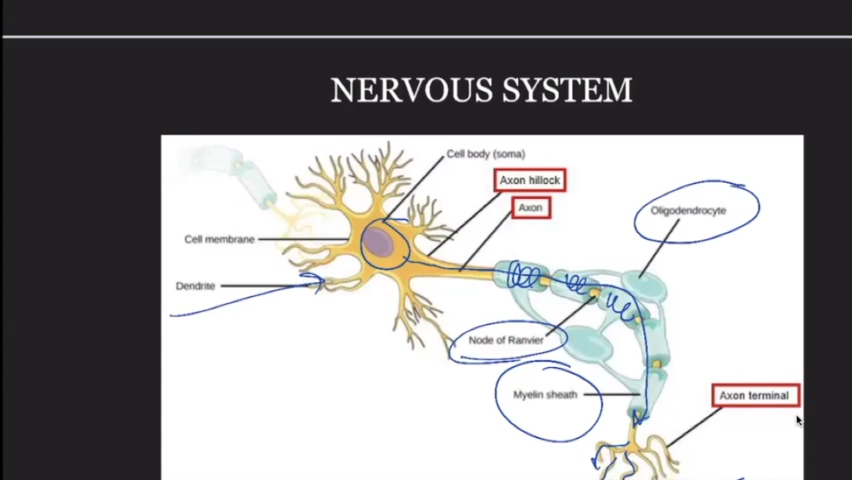 NERVOUS SYSTEM
Cell body (soma)
Axon hillock
Axon
Oligodendrocyte
Cell membrane
Dendrite
Node of Ranvier
Myelin sheath
Axon terminal